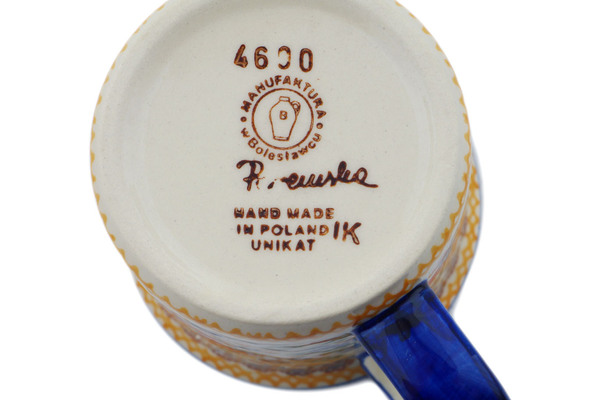 4600
MANUFAKTURA
B
w Bolesławcu
HAND MADE
IN POLAND IK
UNIKAT